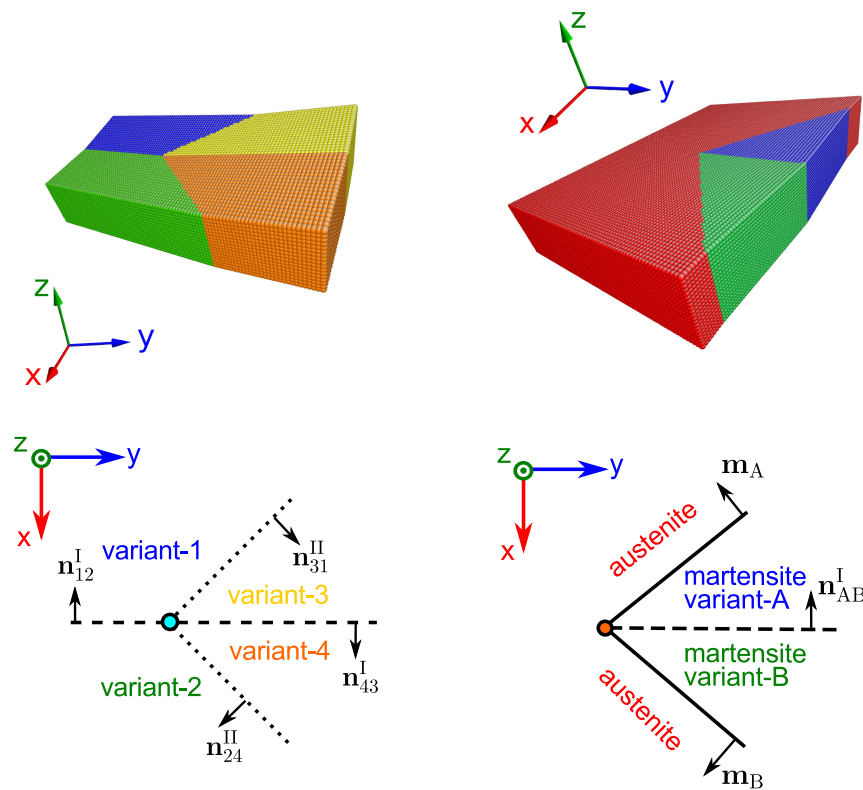 z
y
x
z
y
x
z
y
x
variant-1
n^I_12
n^II_31
variant-3
variant-4
variant-2
n^I_43
n^II_24
z
y
x
m_A
austenite
martensite
variant-A
n^I_AB
martensite
variant-B
austenite
m_B